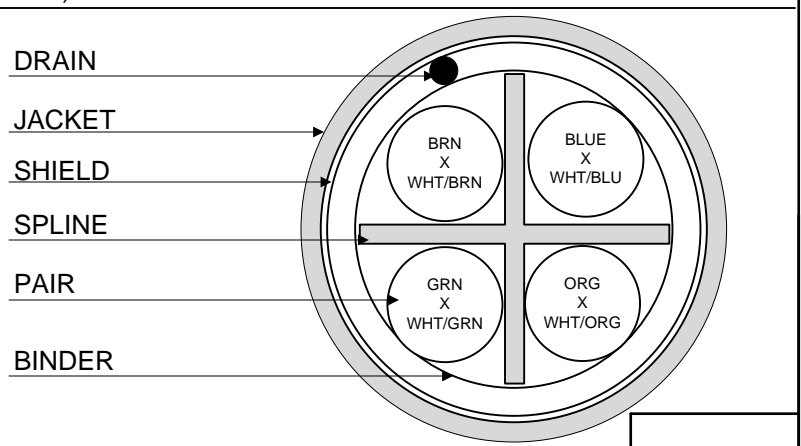 DRAIN
JACKET
SHIELD
SPLINE
PAIR
BINDER
BRN
X
WHT/BRN
BLUE
X
WHT/BLU
GRN
X
WHT/GRN
ORG
X
WHT/ORG